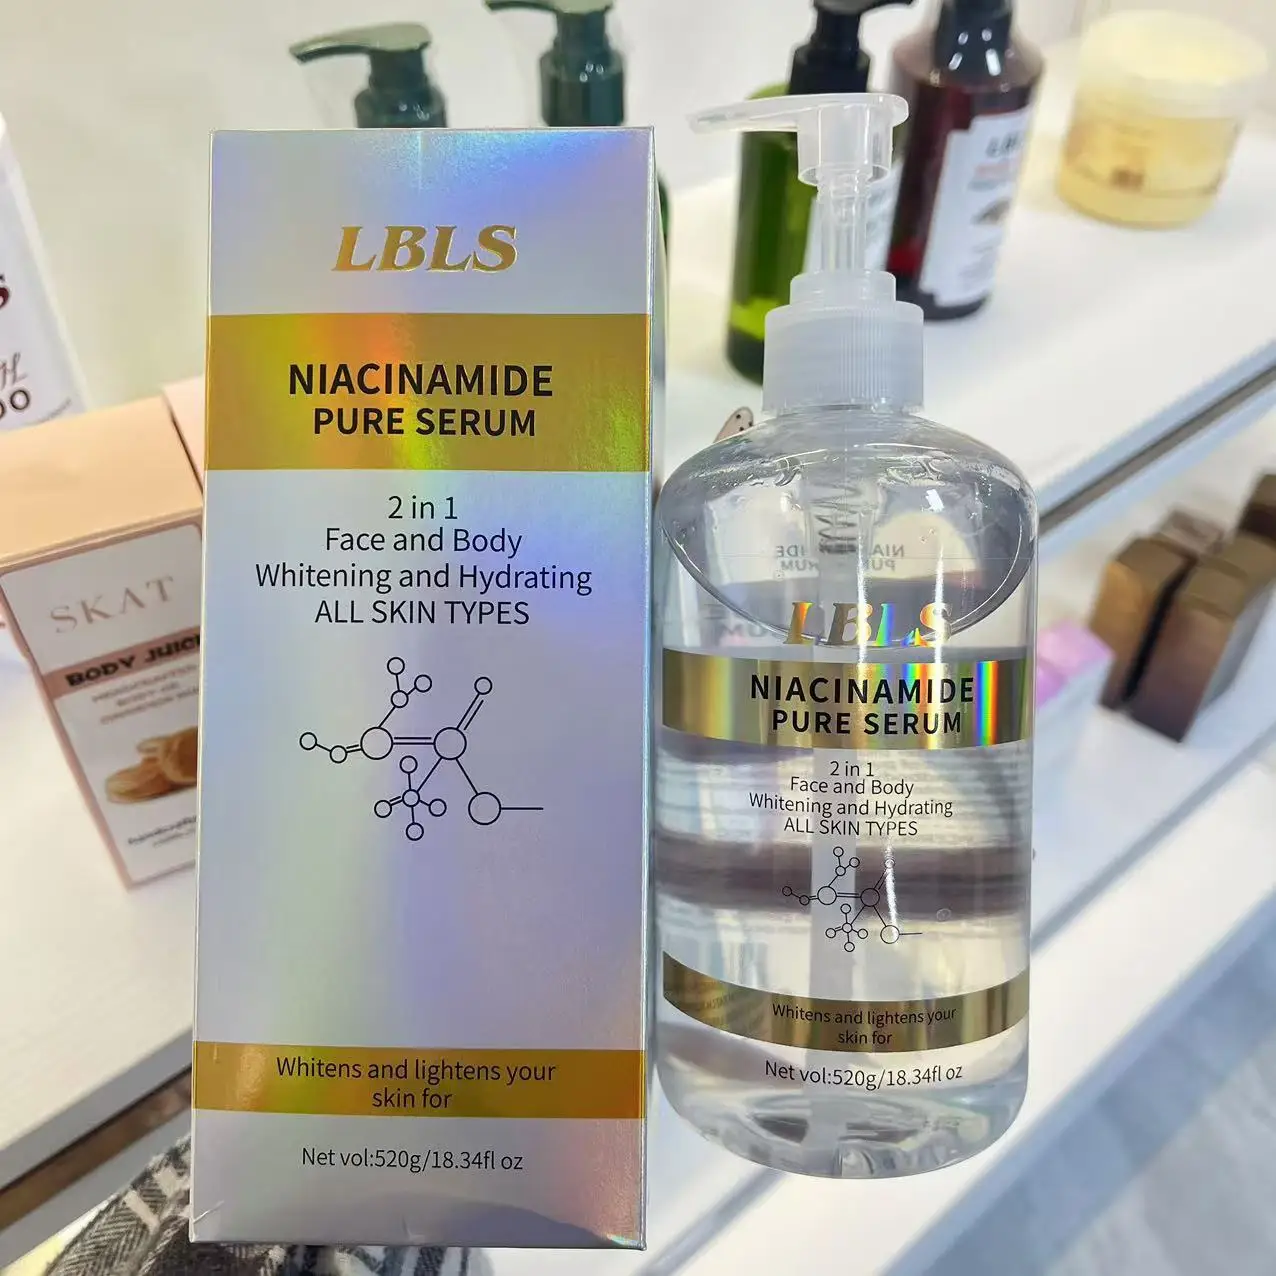 LBLS
NIACINAMIDE
PURE SERUM
2 in 1
Face and Body
Whitening and Hydrating
ALL SKIN TYPES
Whitens and lightens your
skin for
Net vol:520g/18.34fl oz
LBLS
NIACINAMIDE
PURE SERUM
2 in 1
Face and Body
Whitening and Hydrating
ALL SKIN TYPES
Whitens and lightens your
skin for
Net vol:520g/18.34fl oz
SKAT
BODY JUIC